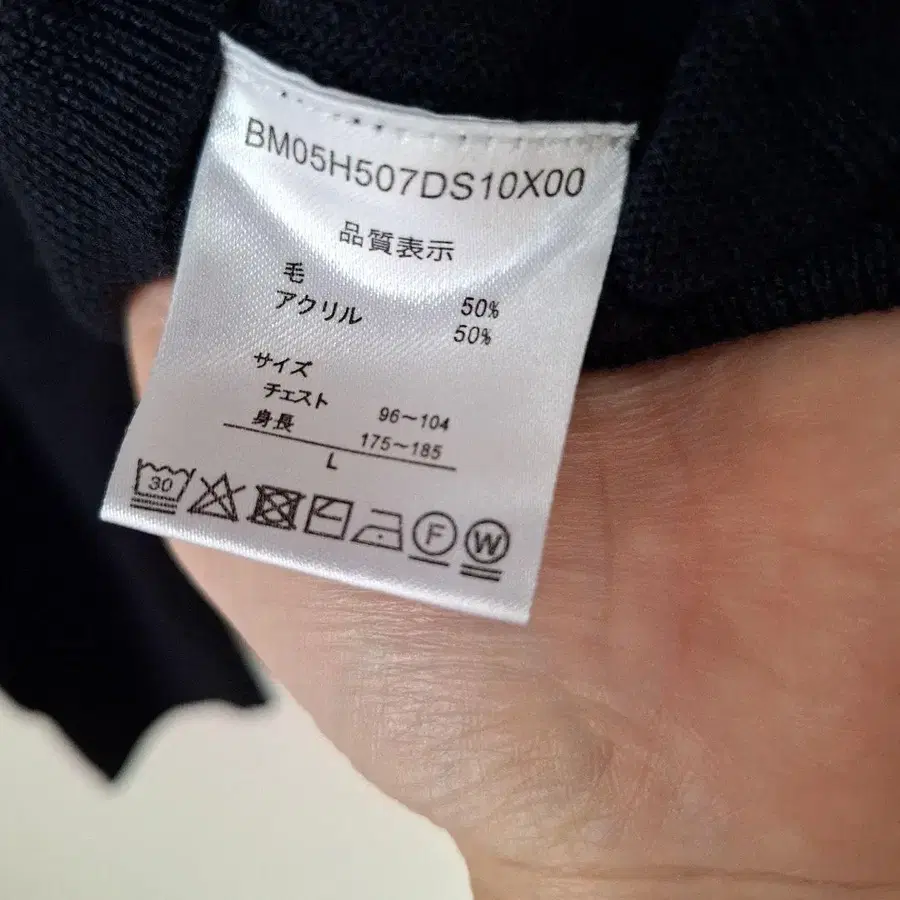 BM05H507DS10X00
品質表示
毛 50%
アクリル 50%
サイズ
チェスト 96～104
身長 175～185
L
30 F W